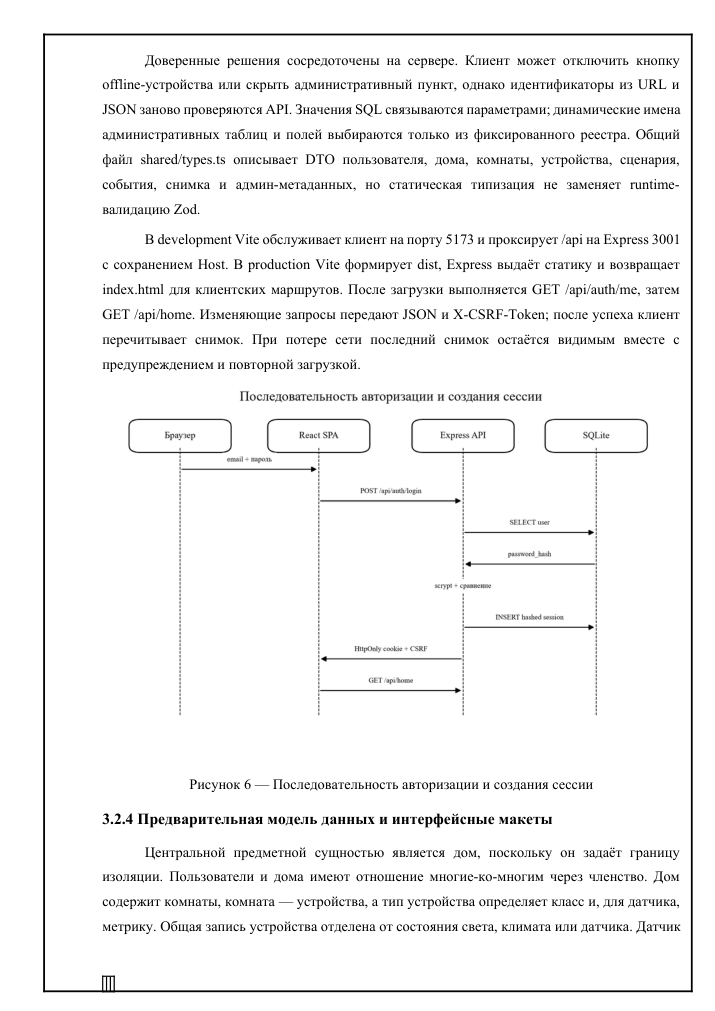 Доверенные решения сосредоточены на сервере. Клиент может отключить кнопку
offline-устройства или скрыть административный пункт, однако идентификаторы из URL и
JSON заново проверяются API. Значения SQL связываются параметрами; динамические имена
административных таблиц и полей выбираются только из фиксированного реестра. Общий
файл shared/types.ts описывает DTO пользователя, дома, комнаты, устройства, сценария,
события, снимка и админ-метаданных, но статическая типизация не заменяет runtime-
валидацию Zod.
В development Vite обслуживает клиент на порту 5173 и проксирует /api на Express 3001
с сохранением Host. В production Vite формирует dist, Express выдаёт статику и возвращает
index.html для клиентских маршрутов. После загрузки выполняется GET /api/auth/me, затем
GET /api/home. Изменяющие запросы передают JSON и X-CSRF-Token; после успеха клиент
перечитывает снимок. При потере сети последний снимок остаётся видимым вместе с
предупреждением и повторной загрузкой.
Последовательность авторизации и создания сессии
Браузер React SPA Express API SQLite
email + пароль
POST /api/auth/login
SELECT user
password_hash
scrypt + сравнение
INSERT hashed session
HttpOnly cookie + CSRF
GET /api/home
Рисунок 6 — Последовательность авторизации и создания сессии
3.2.4 Предварительная модель данных и интерфейсные макеты
Центральной предметной сущностью является дом, поскольку он задаёт границу
изоляции. Пользователи и дома имеют отношение многие-ко-многим через членство. Дом
содержит комнаты, комната — устройства, а тип устройства определяет класс и, для датчика,
метрику. Общая запись устройства отделена от состояния света, климата или датчика. Датчик